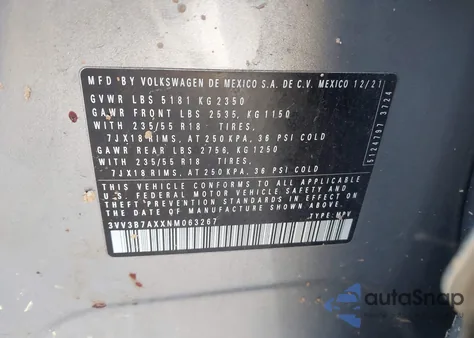 MFD BY VOLKSWAGEN DE MEXICO S.A. DE C.V. MEXICO 12/21
GVWR LBS 5181 KG 2350
GAWR FRONT LBS 2535, KG 1150
WITH 235/55 R18 TIRES,
7JX18 RIMS, AT 250 KPA, 36 PSI COLD
GAWR REAR LBS 2756, KG 1250
WITH 235/55 R18 TIRES,
7JX18 RIMS, AT 250 KPA, 36 PSI COLD
THIS VEHICLE CONFORMS TO ALL APPLICABLE
U.S. FEDERAL MOTOR VEHICLE SAFETY AND
THEFT PREVENTION STANDARDS IN EFFECT ON
THE DATE OF MANUFACTURE SHOWN ABOVE.
3VV3B7AXXNM063267
TYPE: MPV
5124397 3724
autoSnap